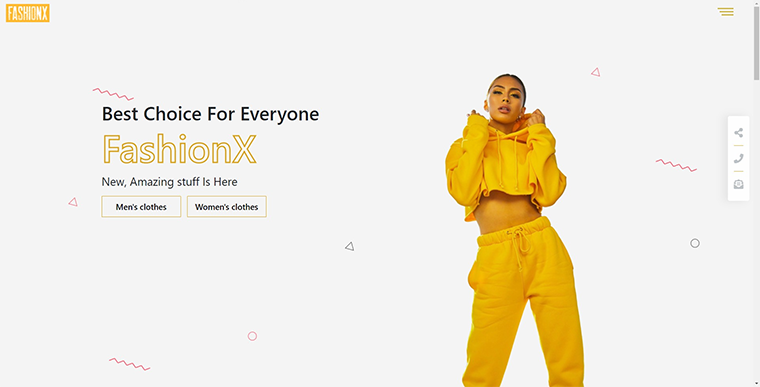 FASHIONX
Best Choice For Everyone
FashionX
New, Amazing stuff Is Here
Men's clothes
Women's clothes